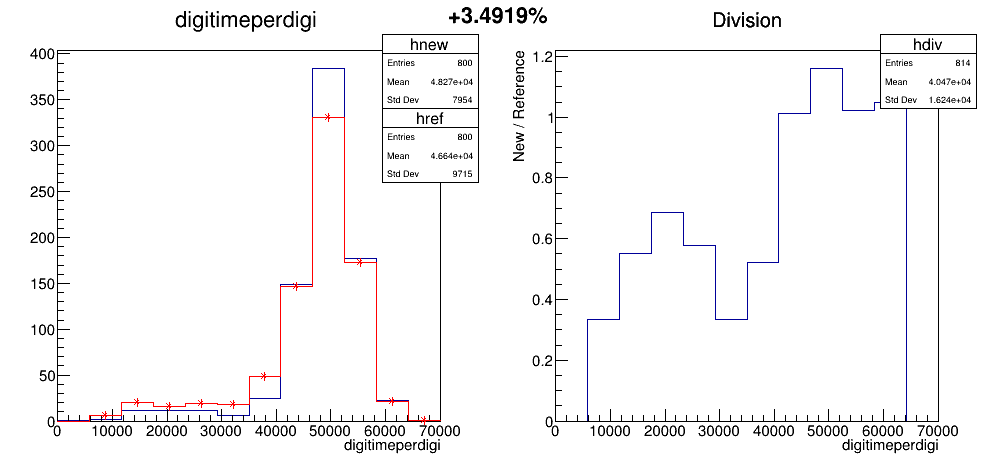 +3.4919%
digitimeperdigi
hnew
Entries 800
Mean 4.827e+04
Std Dev 7954
href
Entries 800
Mean 4.664e+04
Std Dev 9715
400
350
300
250
200
150
100
50
0
0 10000 20000 30000 40000 50000 60000 70000
digitimeperdigi
Division
hdiv
Entries 814
Mean 4.047e+04
Std Dev 1.624e+04
New / Reference
1.2
1
0.8
0.6
0.4
0.2
0
0 10000 20000 30000 40000 50000 60000 70000
digitimeperdigi